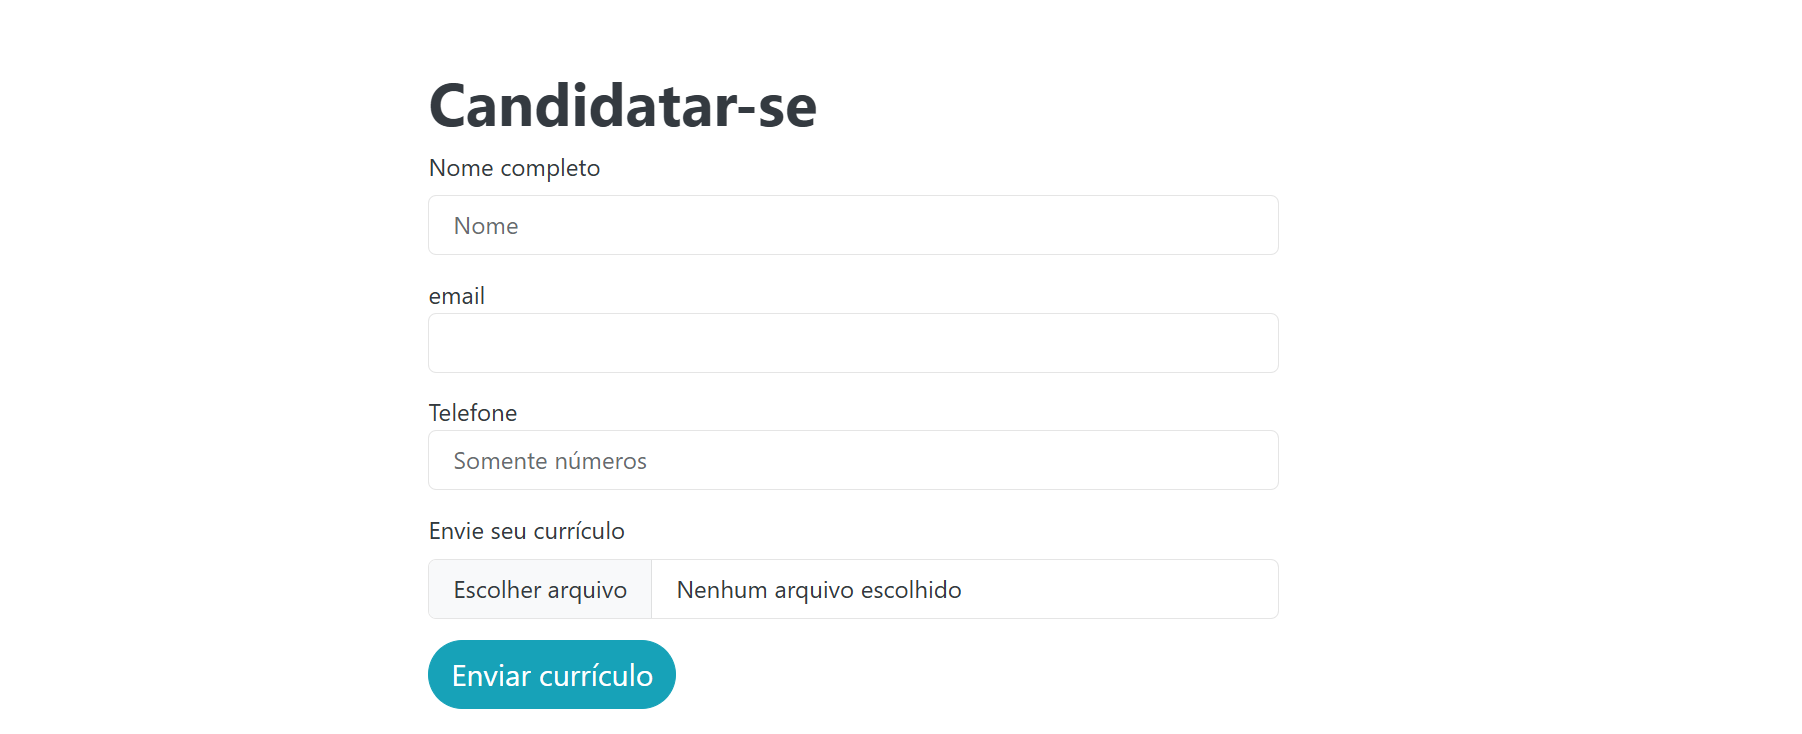 Candidatar-se
Nome completo
Nome
email
Telefone
Somente números
Envie seu currículo
Escolher arquivo Nenhum arquivo escolhido
Enviar currículo